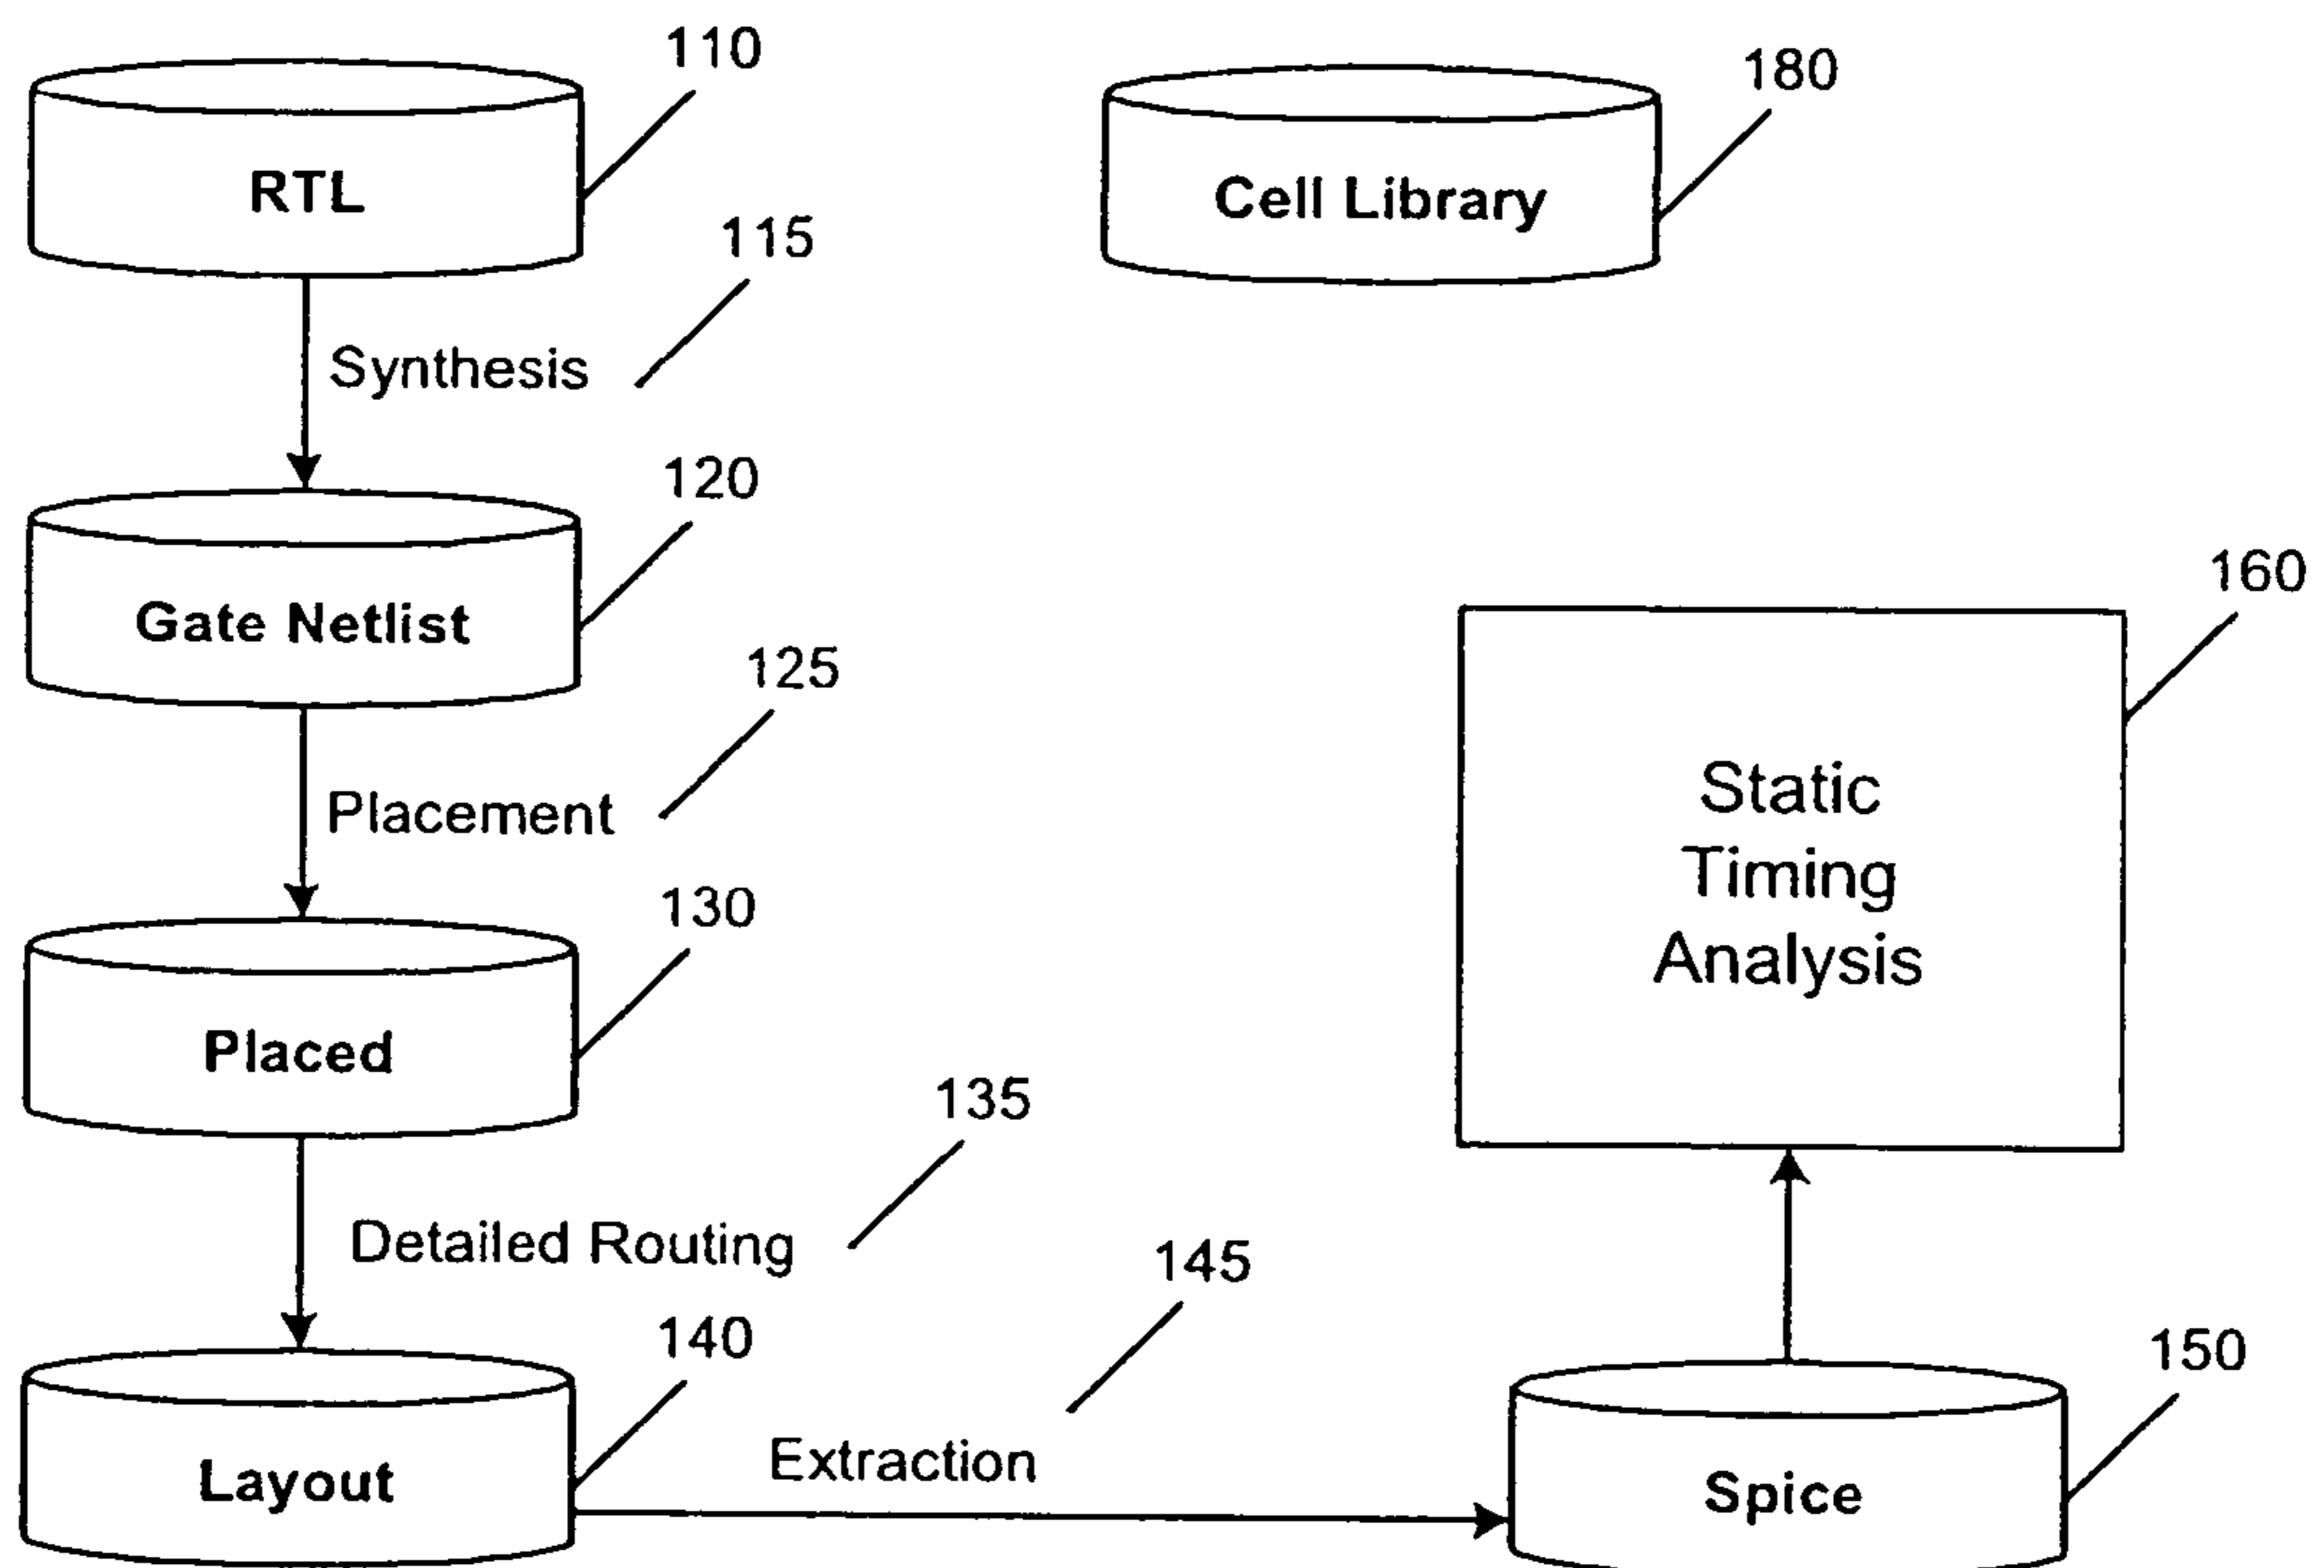 110
RTL
180
Cell Library
115
Synthesis
120
Gate Netlist
125
Placement
130
Placed
135
Detailed Routing
140
Layout
145
Extraction
150
Spice
160
Static
Timing
Analysis